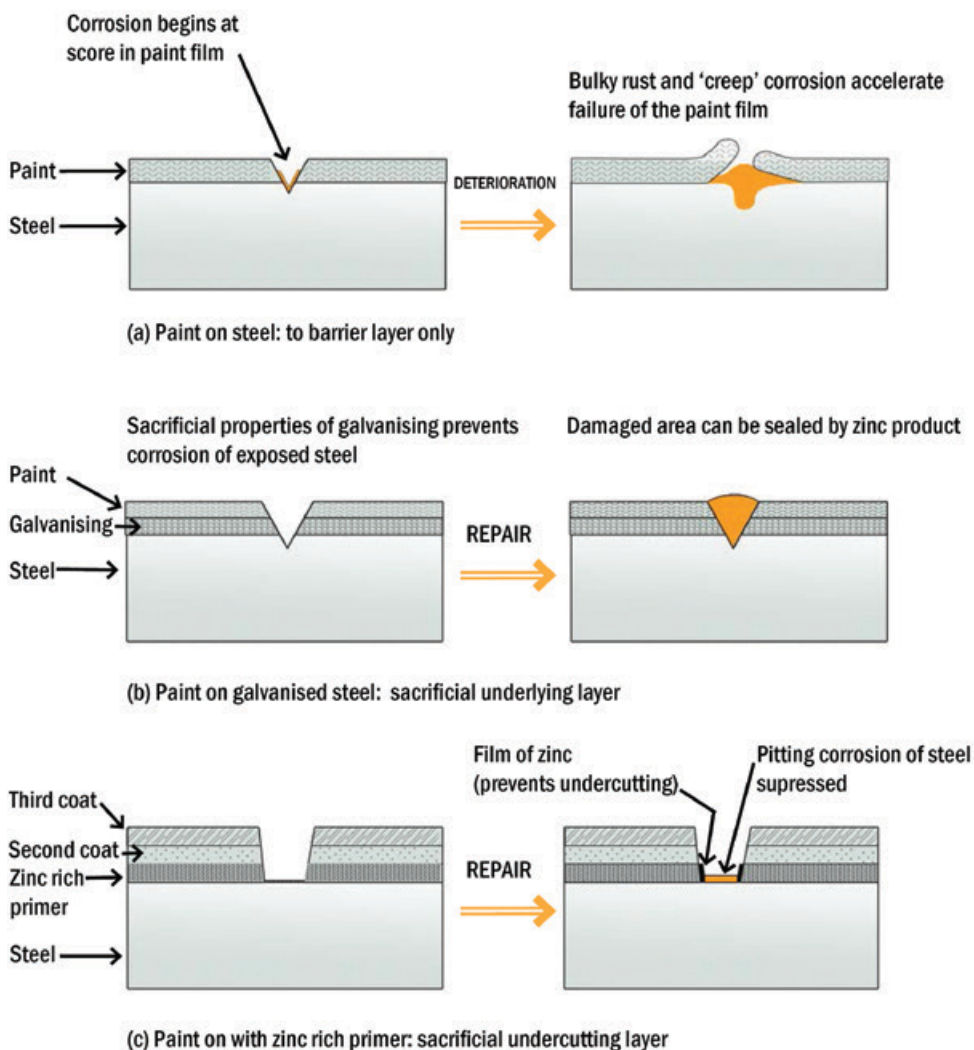 Corrosion begins at
score in paint film
Bulky rust and ‘creep’ corrosion accelerate
failure of the paint film
Paint
DETERIORATION
Steel
(a) Paint on steel: to barrier layer only
Sacrificial properties of galvanising prevents
corrosion of exposed steel
Damaged area can be sealed by zinc product
Paint
Galvanising
REPAIR
Steel
(b) Paint on galvanised steel: sacrificial underlying layer
Film of zinc
(prevents undercutting)
Pitting corrosion of steel
supressed
Third coat
Second coat
Zinc rich
primer
REPAIR
Steel
(c) Paint on with zinc rich primer: sacrificial undercutting layer